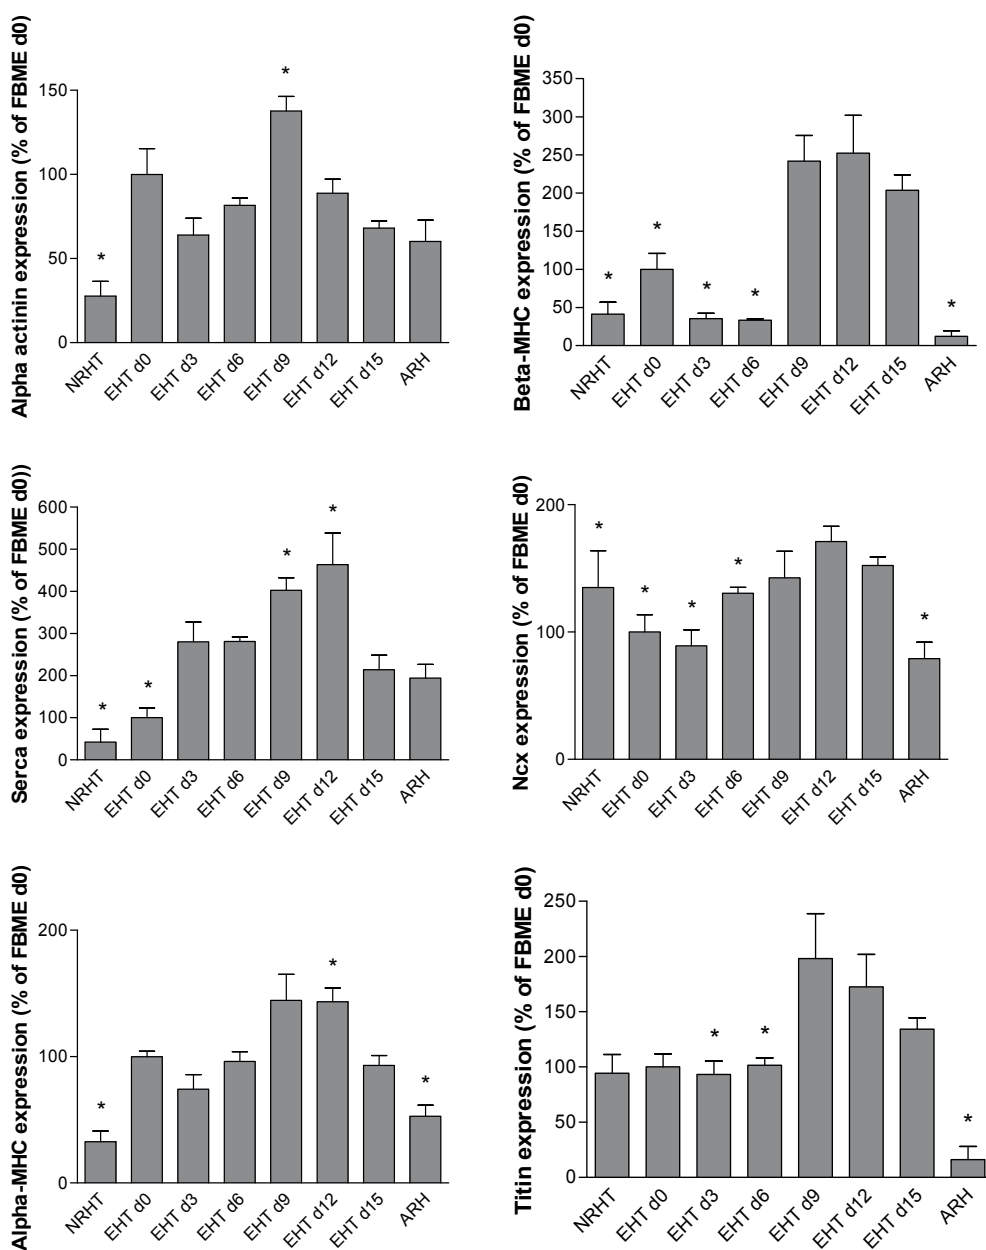 Alpha actinin expression (% of FBME d0)
150
100
50
0
*
*
NRHT
EHT d0
EHT d3
EHT d6
EHT d9
EHT d12
EHT d15
ARH
Beta-MHC expression (% of FBME d0)
350
300
250
200
150
100
50
0
*
*
*
*
*
NRHT
EHT d0
EHT d3
EHT d6
EHT d9
EHT d12
EHT d15
ARH
Serca expression (% of FBME d0))
600
500
400
300
200
100
0
*
*
*
*
NRHT
EHT d0
EHT d3
EHT d6
EHT d9
EHT d12
EHT d15
ARH
Ncx expression (% of FBME d0)
200
100
0
*
*
*
*
*
NRHT
EHT d0
EHT d3
EHT d6
EHT d9
EHT d12
EHT d15
ARH
Alpha-MHC expression (% of FBME d0)
200
100
0
*
*
*
NRHT
EHT d0
EHT d3
EHT d6
EHT d9
EHT d12
EHT d15
ARH
Titin expression (% of FBME d0)
250
200
150
100
50
0
*
*
*
NRHT
EHT d0
EHT d3
EHT d6
EHT d9
EHT d12
EHT d15
ARH